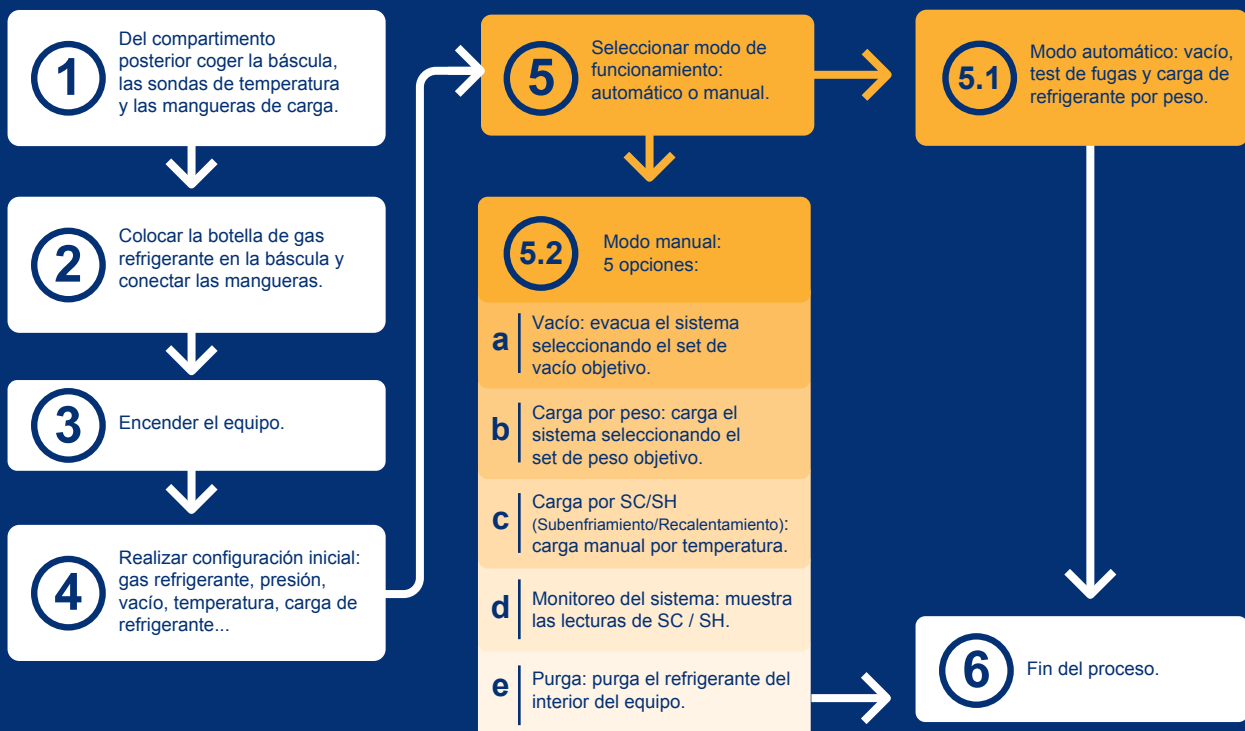 1
Del compartimento
posterior coger la báscula,
las sondas de temperatura
y las mangueras de carga.
2
Colocar la botella de gas
refrigerante en la báscula y
conectar las mangueras.
3
Encender el equipo.
4
Realizar configuración inicial:
gas refrigerante, presión,
vacío, temperatura, carga de
refrigerante...
5
Seleccionar modo de
funcionamiento:
automático o manual.
5.1
Modo automático: vacío,
test de fugas y carga de
refrigerante por peso.
5.2
Modo manual:
5 opciones:
a
Vacío: evacua el sistema
seleccionando el set de
vacío objetivo.
b
Carga por peso: carga el
sistema seleccionando el
set de peso objetivo.
c
Carga por SC/SH
(Subenfriamiento/Recalentamiento):
carga manual por temperatura.
d
Monitoreo del sistema: muestra
las lecturas de SC / SH.
e
Purga: purga el refrigerante del
interior del equipo.
6
Fin del proceso.